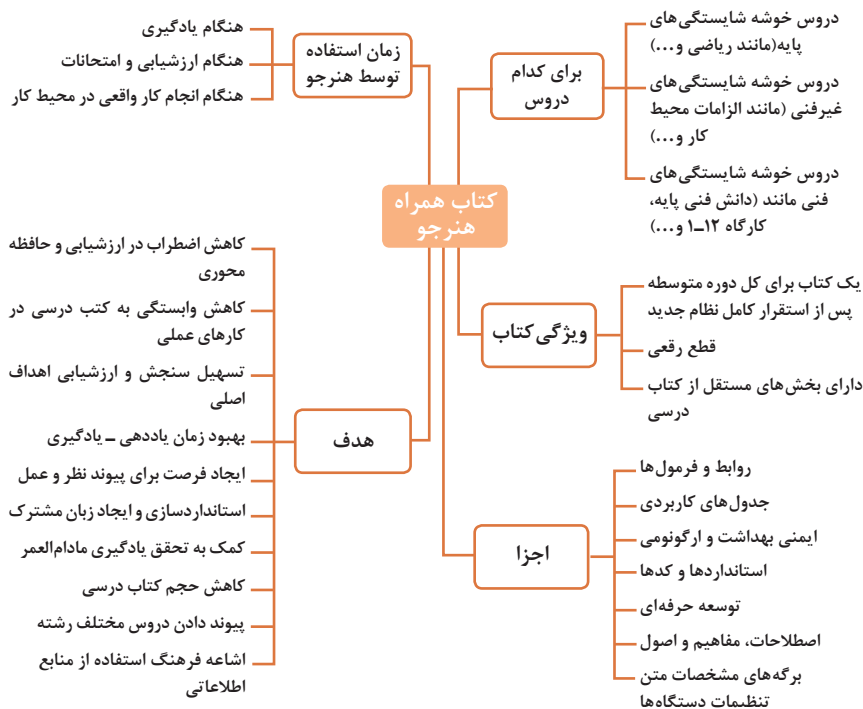 کتاب همراه
هنرجو
برای کدام
دروس
دروس خوشه شایستگی‌های
پایه(مانند ریاضی و...)
دروس خوشه شایستگی‌های
غیرفنی (مانند الزامات محیط
کار و...)
دروس خوشه شایستگی‌های
فنی مانند (دانش فنی پایه،
کارگاه ۱۲ـ۱ و...)
ویژگی کتاب
یک کتاب برای کل دوره متوسطه
پس از استقرار کامل نظام جدید
قطع رقعی
دارای بخش‌های مستقل از کتاب
درسی
اجزا
روابط و فرمول‌ها
جدول‌های کاربردی
ایمنی بهداشت و ارگونومی
استانداردها و کدها
توسعه حرفه‌ای
اصطلاحات، مفاهیم و اصول
برگه‌های مشخصات متن
تنظیمات دستگاه‌ها
زمان استفاده
توسط هنرجو
هنگام یادگیری
هنگام ارزشیابی و امتحانات
هنگام انجام کار واقعی در محیط کار
هدف
کاهش اضطراب در ارزشیابی و حافظه
محوری
کاهش وابستگی به کتب درسی در
کارهای عملی
تسهیل سنجش و ارزشیابی اهداف
اصلی
بهبود زمان یاددهی ـ یادگیری
ایجاد فرصت برای پیوند نظر و عمل
استانداردسازی و ایجاد زبان مشترک
کمک به تحقق یادگیری مادام‌العمر
کاهش حجم کتاب درسی
پیوند دادن دروس مختلف رشته
اشاعه فرهنگ استفاده از منابع
اطلاعاتی